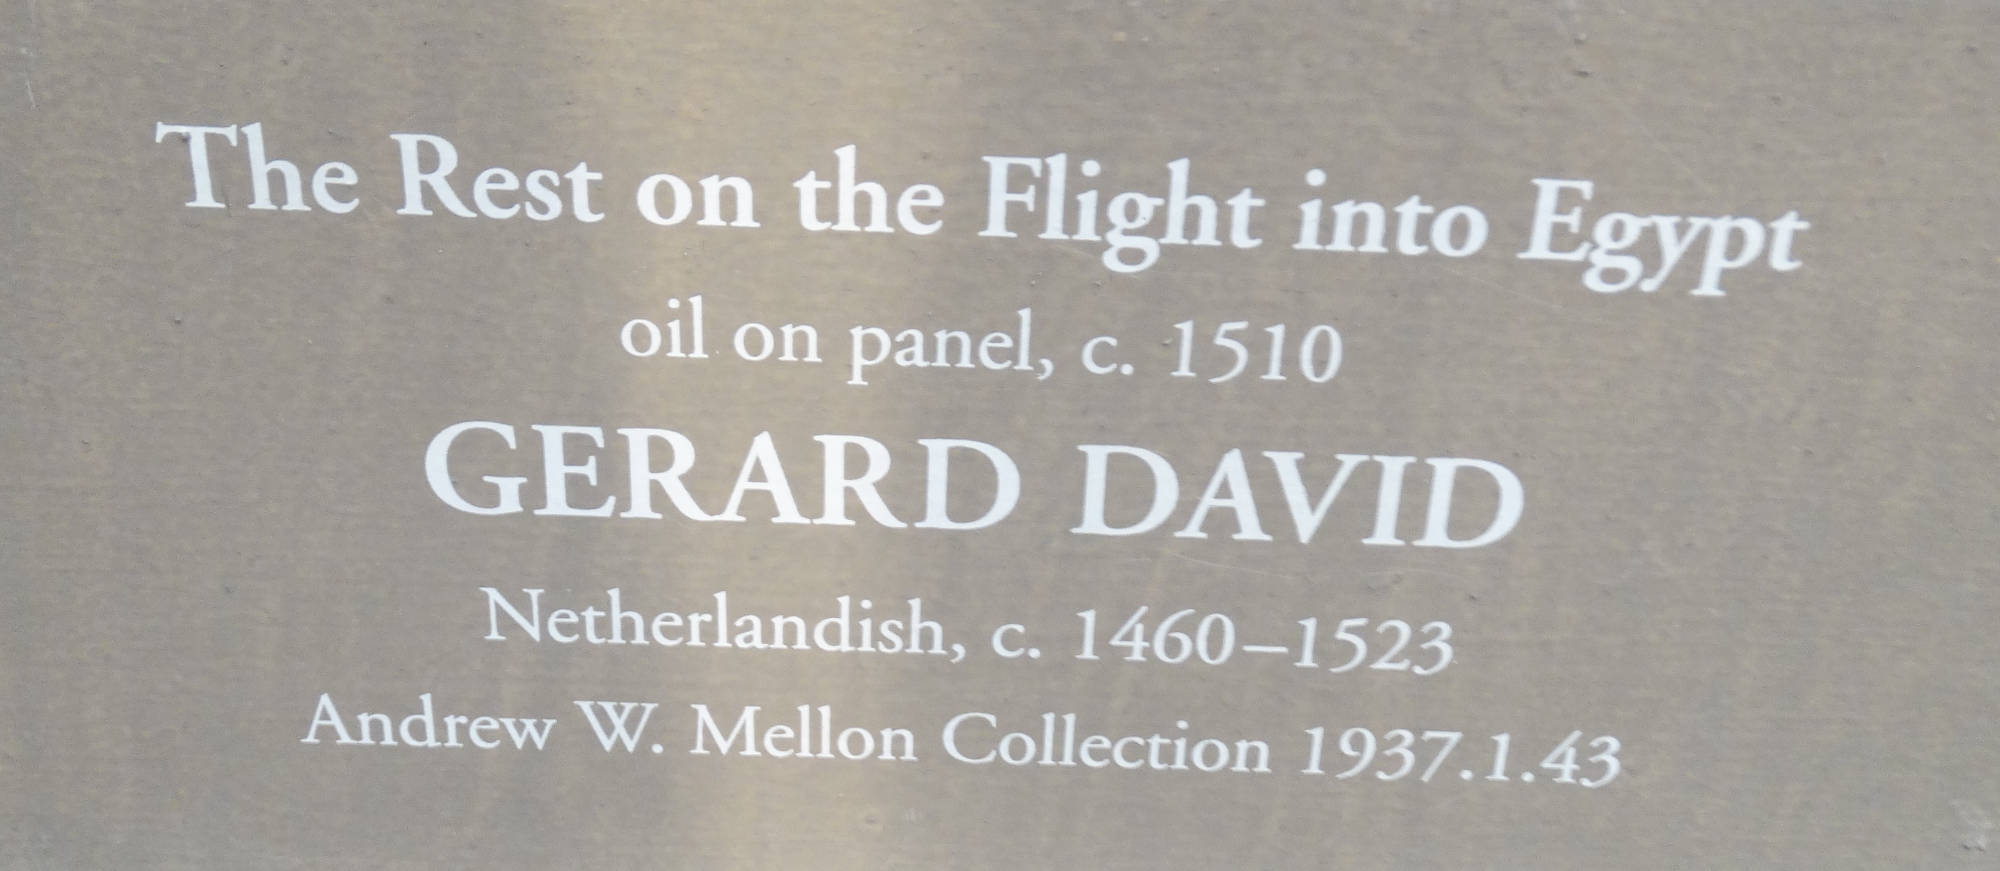 The Rest on the Flight into Egypt
oil on panel, c. 1510
GERARD DAVID
Netherlandish, c. 1460–1523
Andrew W. Mellon Collection 1937.1.43